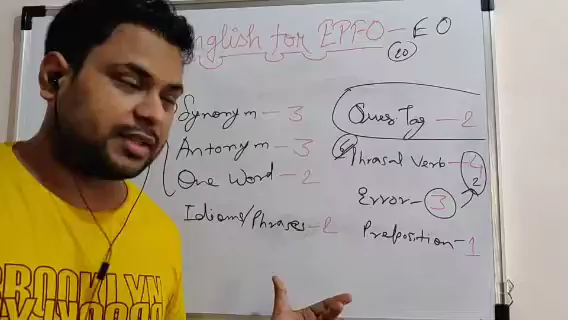 English for EPFO - EO
20
Synonym - 3
Antonym - 3
One Word - 2
Idioms/Phrases - 2
Ques Tag - 2
Phrasal Verb - 4
2
Error - 3
Preposition - 1
BROOKLYN